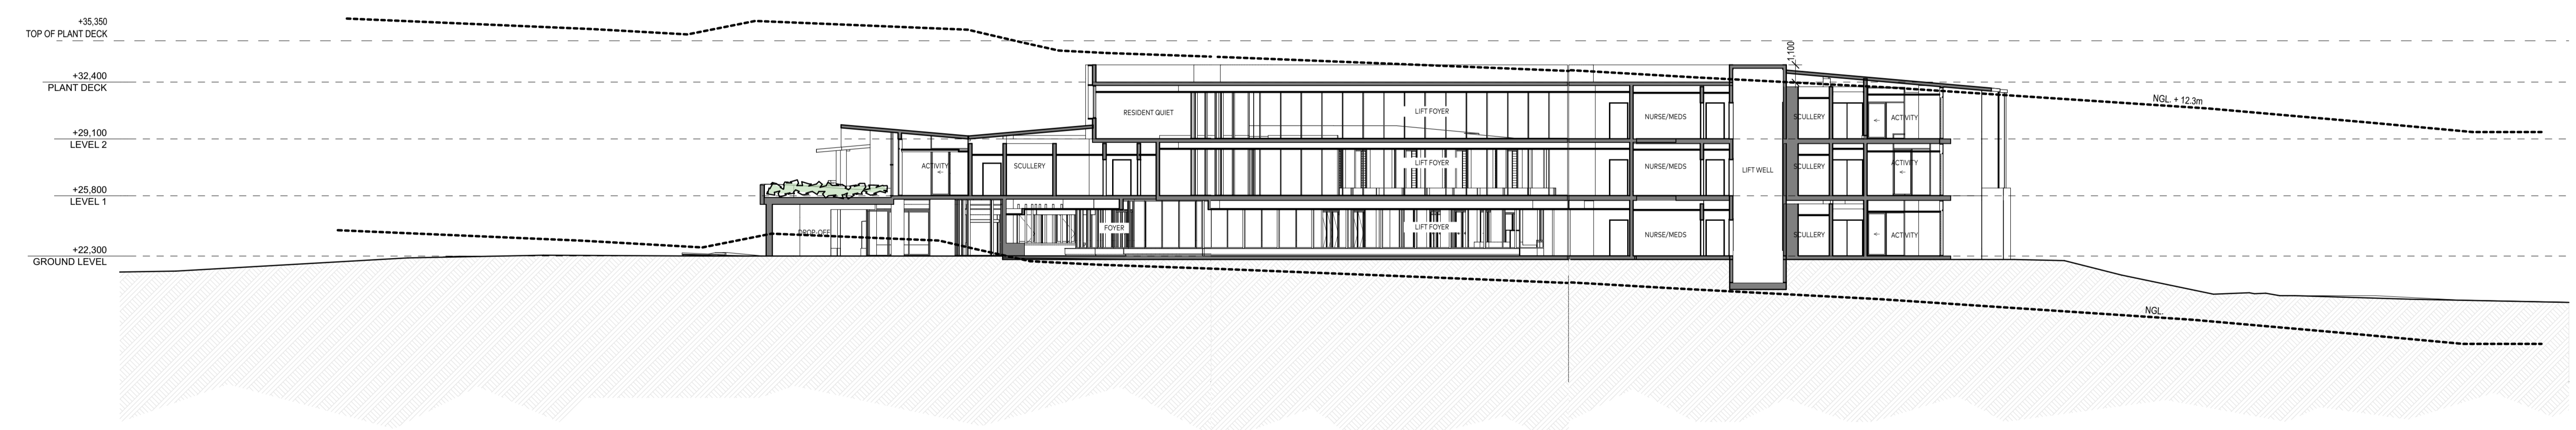 +35,350
TOP OF PLANT DECK
1,100
+32,400
PLANT DECK
NGL. + 12.3m
RESIDENT QUIET
LIFT FOYER
NURSE/MEDS
SCULLERY
ACTIVITY
+29,100
LEVEL 2
ACTIVITY
SCULLERY
LIFT FOYER
NURSE/MEDS
LIFT WELL
SCULLERY
ACTIVITY
+25,800
LEVEL 1
DROP-OFF
FOYER
LIFT FOYER
NURSE/MEDS
SCULLERY
ACTIVITY
+22,300
GROUND LEVEL
NGL.